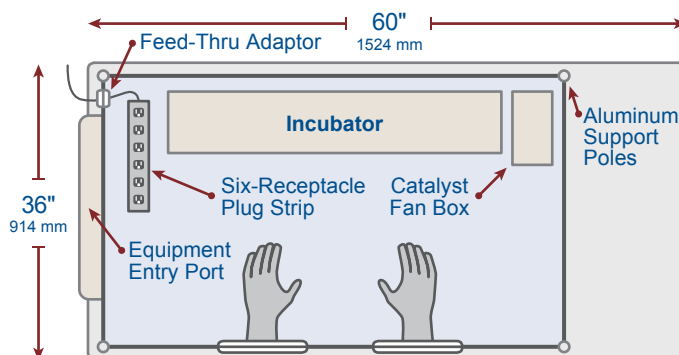 60"
1524 mm
Feed-Thru Adaptor
Incubator
Aluminum
Support
Poles
Six-Receptacle
Plug Strip
Catalyst
Fan Box
36"
914 mm
Equipment
Entry Port